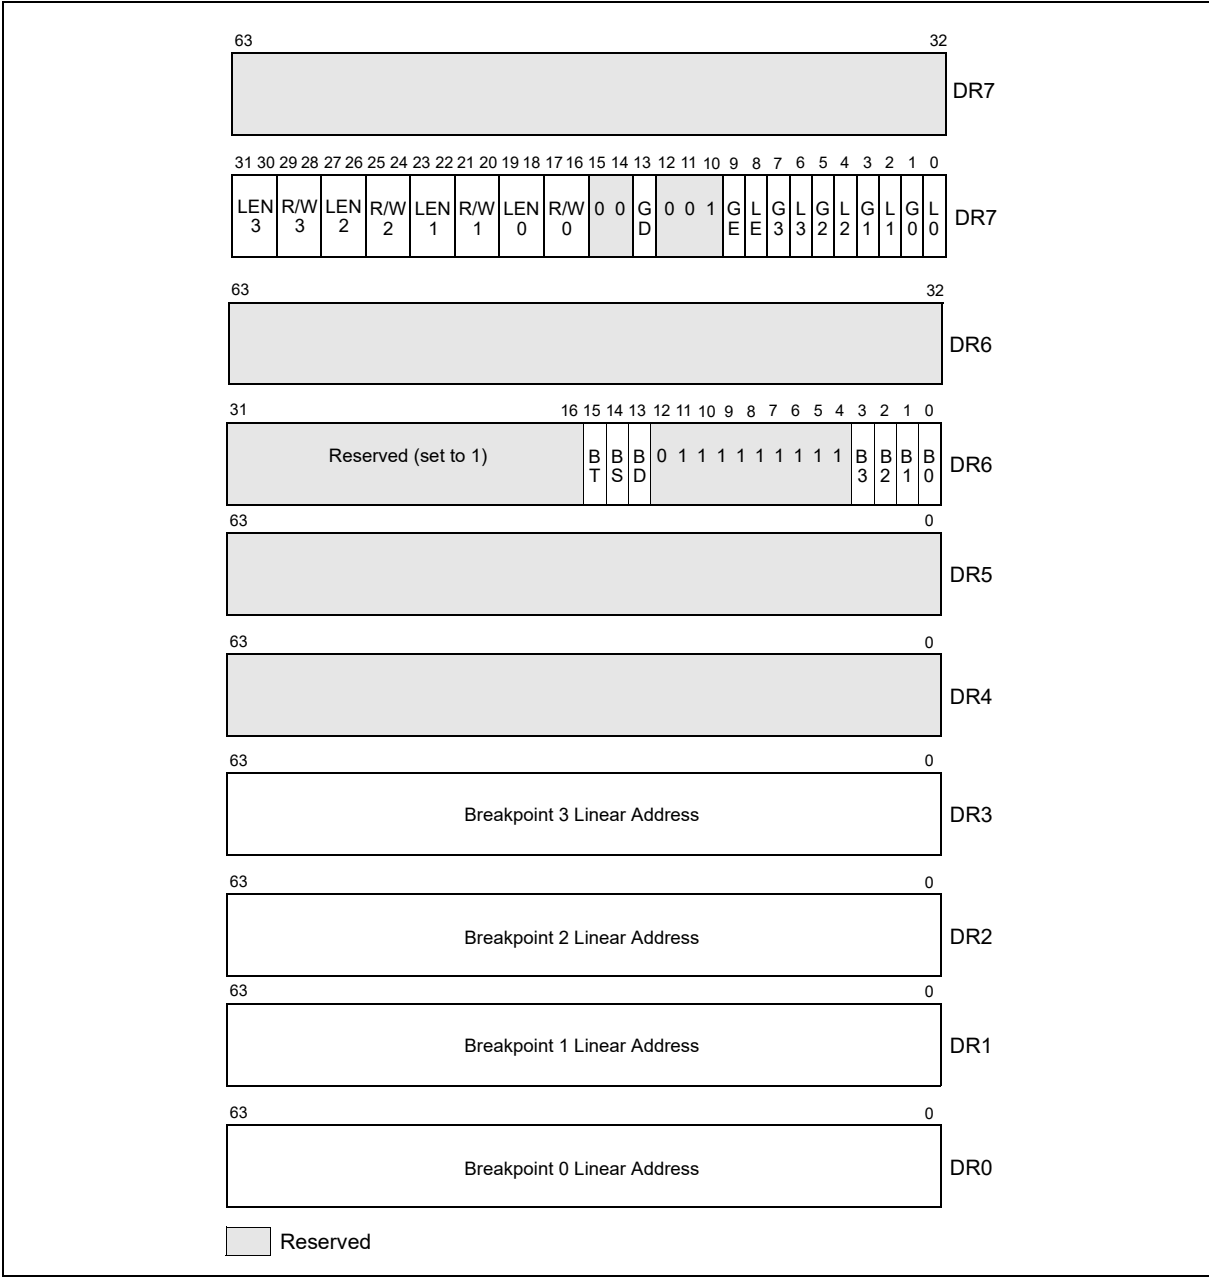 63 32
DR7
31 30 29 28 27 26 25 24 23 22 21 20 19 18 17 16 15 14 13 12 11 10 9 8 7 6 5 4 3 2 1 0
LEN R/W LEN R/W LEN R/W LEN R/W 0 0 G 0 0 1 G L G L G L G L G L
3 3 2 2 1 1 0 0 D E E 3 3 2 2 1 1 0 0
DR7
63 32
DR6
31 16 15 14 13 12 11 10 9 8 7 6 5 4 3 2 1 0
Reserved (set to 1) B B B 0 1 1 1 1 1 1 1 1 1 B B B B
T S D 3 2 1 0
DR6
63 0
DR5
63 0
DR4
63 0
Breakpoint 3 Linear Address
DR3
63 0
Breakpoint 2 Linear Address
DR2
63 0
Breakpoint 1 Linear Address
DR1
63 0
Breakpoint 0 Linear Address
DR0
Reserved